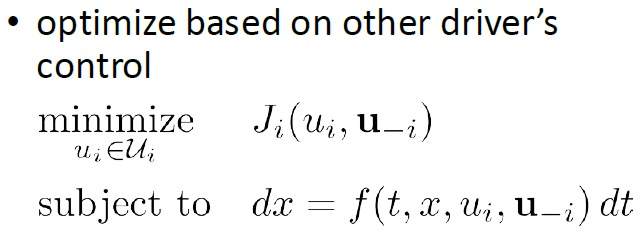 • optimize based on other driver's
control
minimize J_i(u_i, 𝐮_{−i})
u_i∈𝒰_i
subject to dx = f(t, x, u_i, 𝐮_{−i}) dt